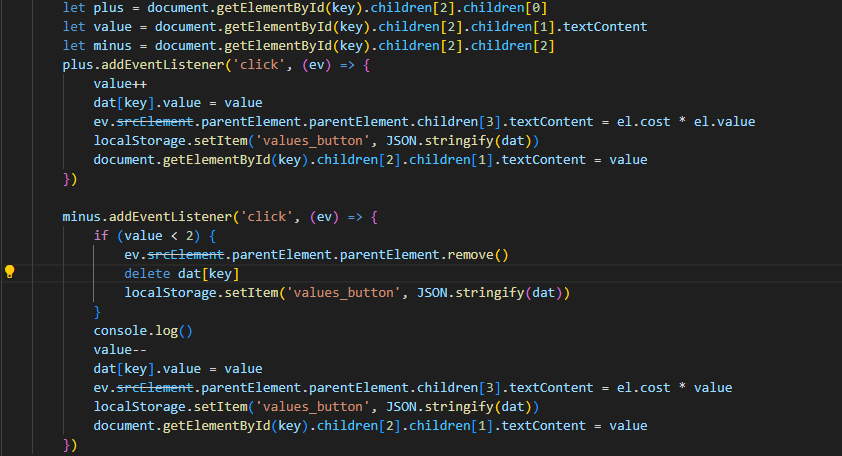 let plus = document.getElementById(key).children[2].children[0]
let value = document.getElementById(key).children[2].children[1].textContent
let minus = document.getElementById(key).children[2].children[2]
plus.addEventListener('click', (ev) => {
value++
dat[key].value = value
ev.srcElement.parentElement.parentElement.children[3].textContent = el.cost * el.value
localStorage.setItem('values_button', JSON.stringify(dat))
document.getElementById(key).children[2].children[1].textContent = value
})
minus.addEventListener('click', (ev) => {
if (value < 2) {
ev.srcElement.parentElement.parentElement.remove()
delete dat[key]
localStorage.setItem('values_button', JSON.stringify(dat))
}
console.log()
value--
dat[key].value = value
ev.srcElement.parentElement.parentElement.children[3].textContent = el.cost * value
localStorage.setItem('values_button', JSON.stringify(dat))
document.getElementById(key).children[2].children[1].textContent = value
})